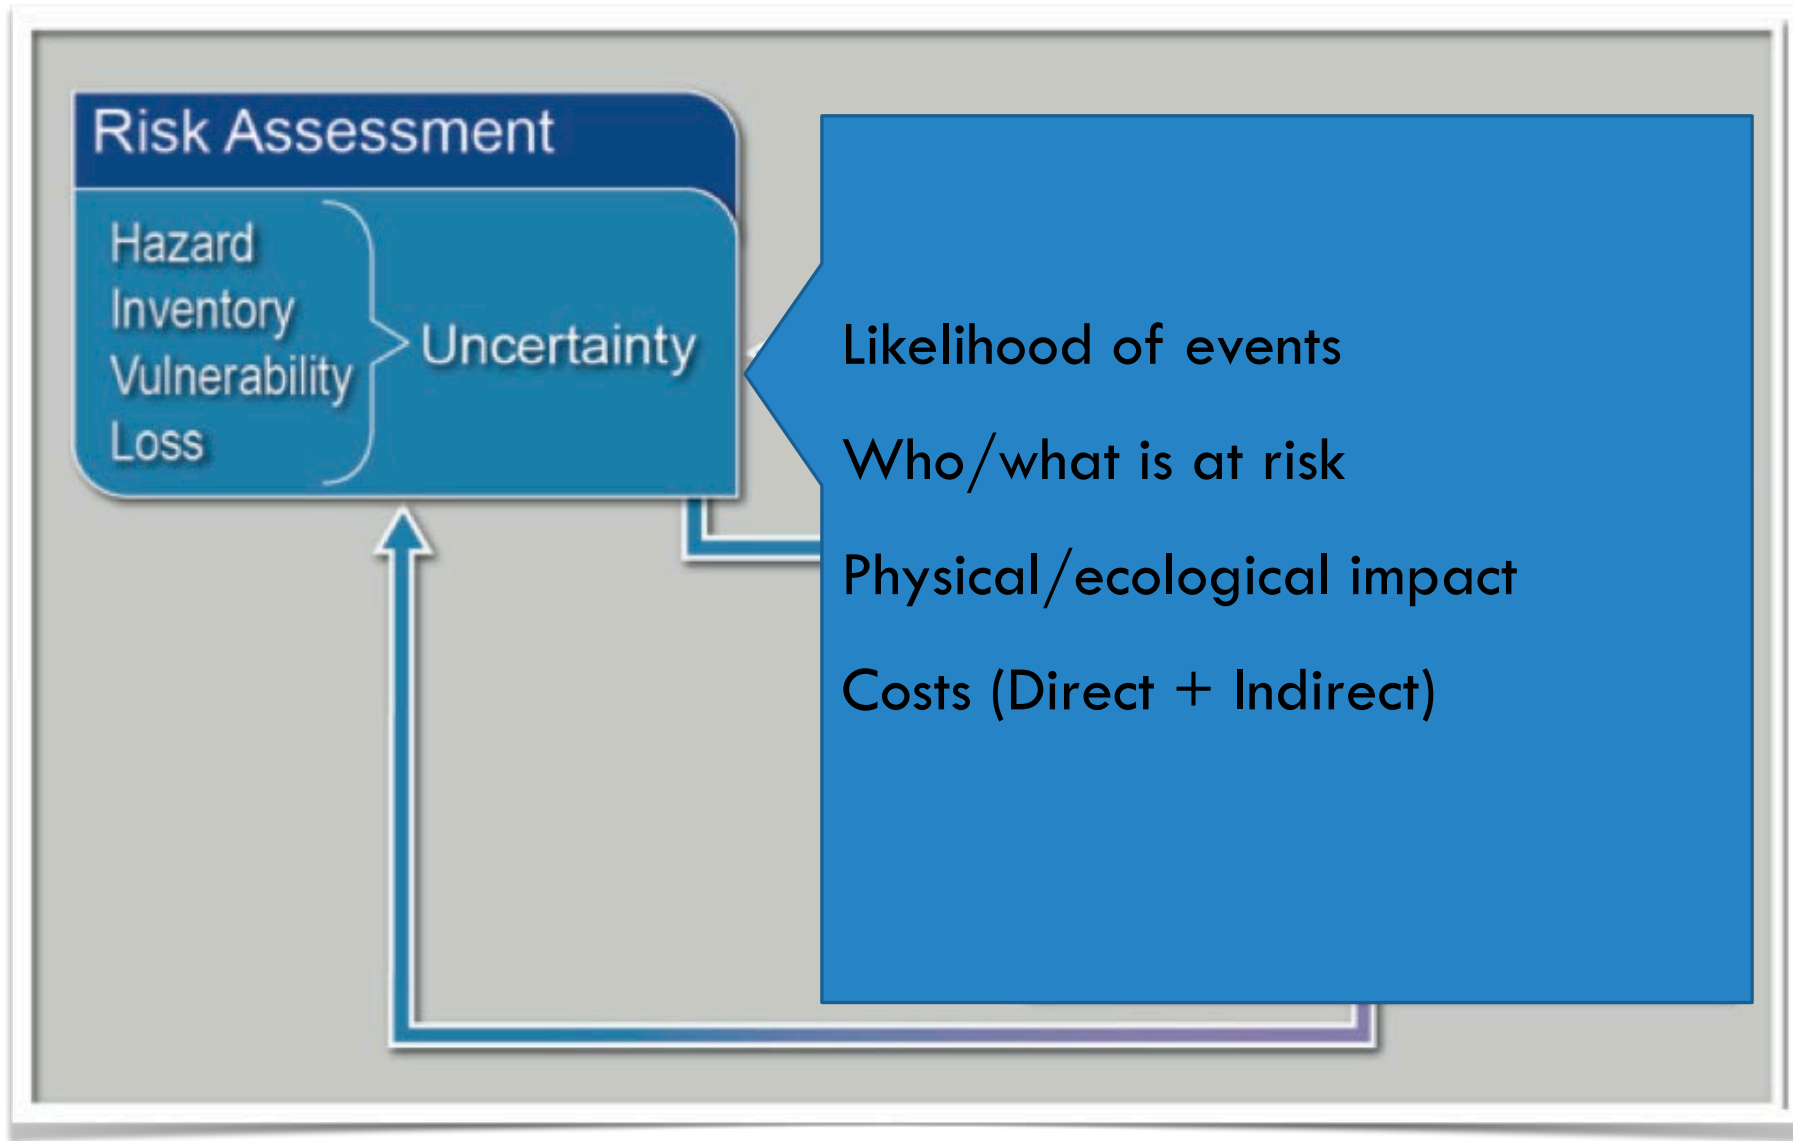 Risk Assessment
Hazard
Inventory
Vulnerability
Loss
Uncertainty
Likelihood of events
Who/what is at risk
Physical/ecological impact
Costs (Direct + Indirect)